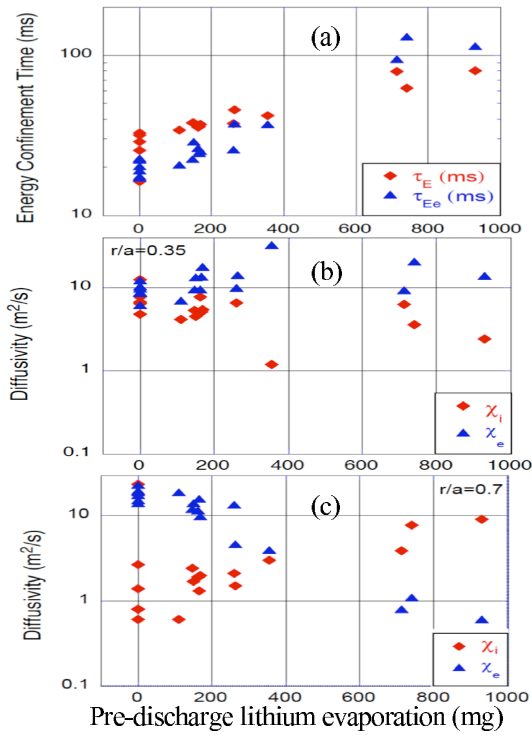 (a)
Energy Confinement Time (ms)
100
10
τE (ms)
τEe (ms)
0 200 400 600 800 1000
r/a=0.35
(b)
Diffusivity (m²/s)
10
1
0.1
χi
χe
0 200 400 600 800 1000
(c)
r/a=0.7
Diffusivity (m²/s)
10
1
0.1
χi
χe
0 200 400 600 800 1000
Pre-discharge lithium evaporation (mg)